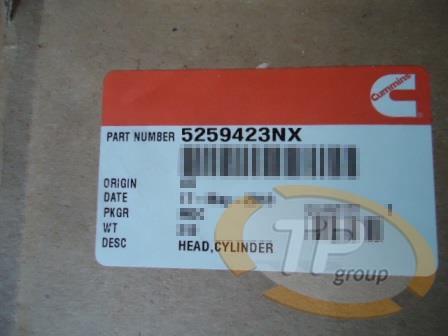 Cummins
PART NUMBER 5259423NX
ORIGIN
DATE
PKGR
WT
DESC HEAD,CYLINDER
TP
group